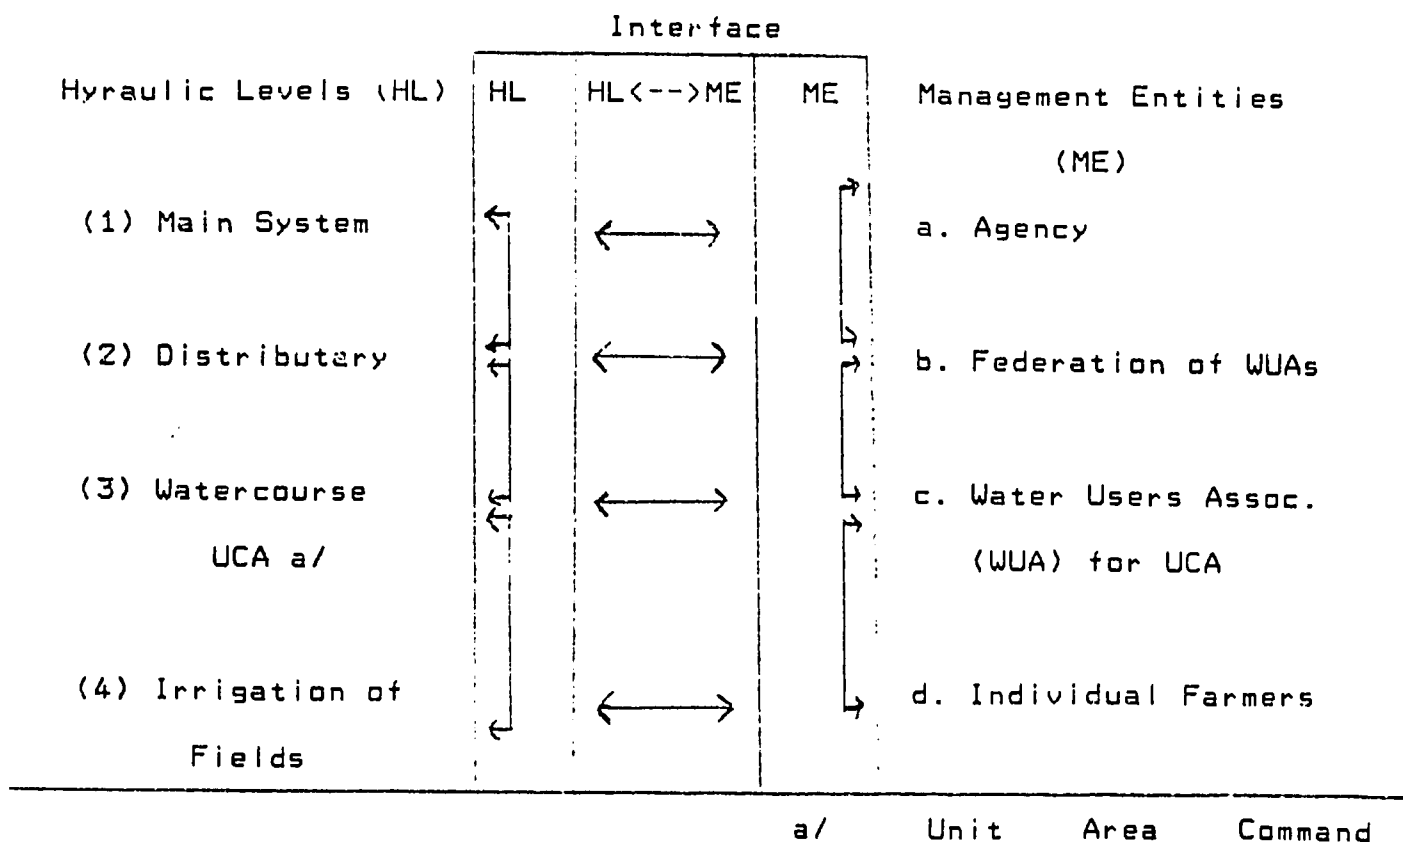 Interface
Hyraulic Levels (HL) HL HL<-->ME ME Management Entities
(ME)
(1) Main System a. Agency
(2) Distributary b. Federation of WUAs
(3) Watercourse c. Water Users Assoc.
UCA a/ (WUA) for UCA
(4) Irrigation of d. Individual Farmers
Fields
a/ Unit Area Command